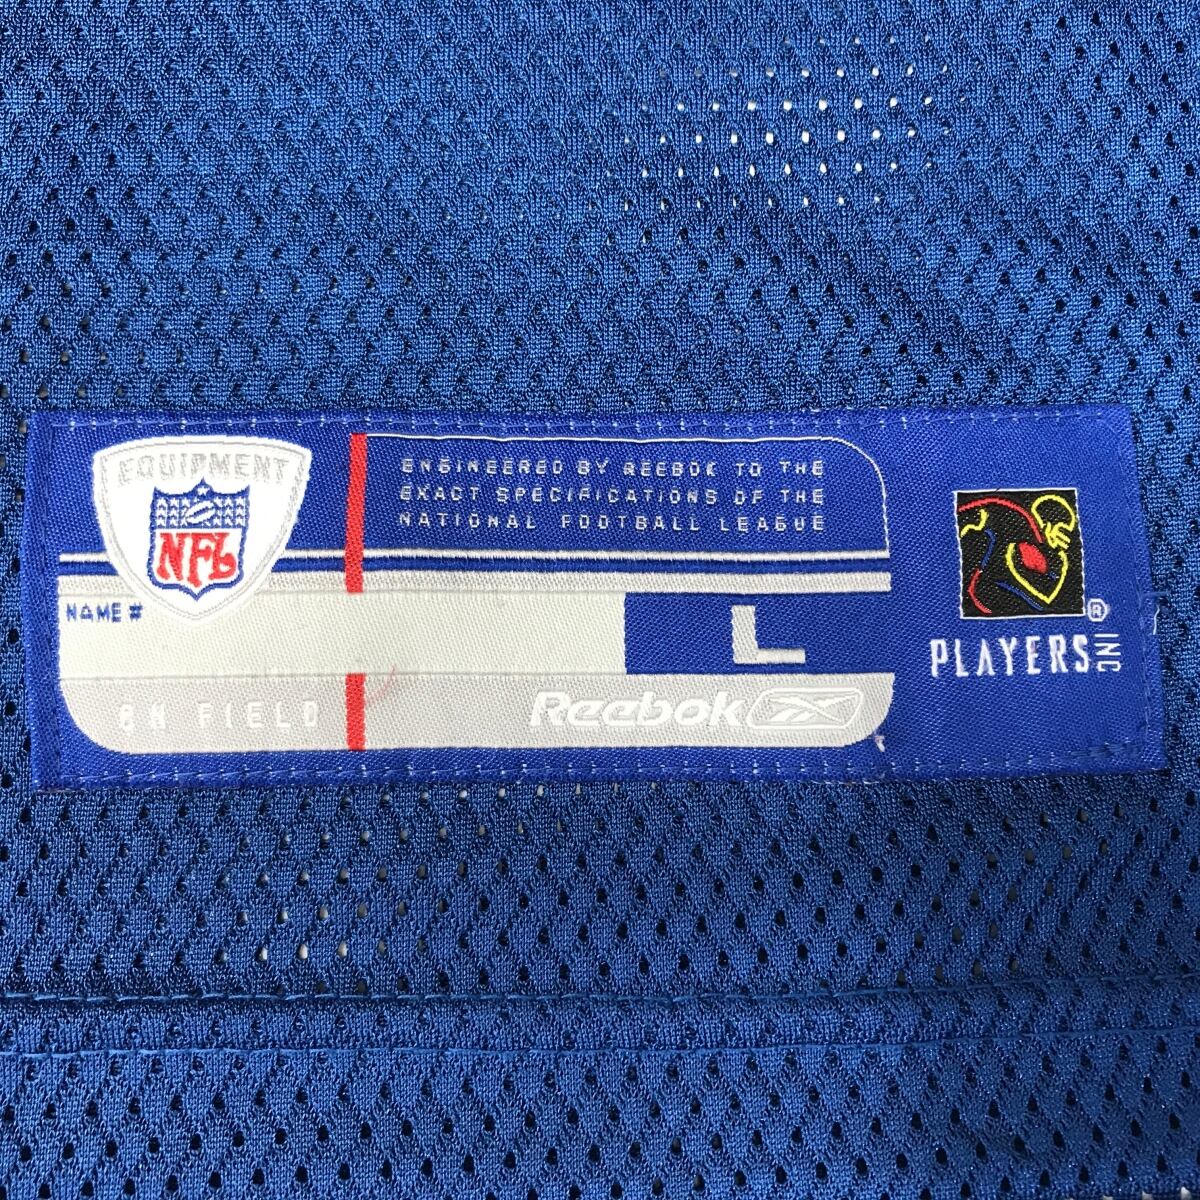 EQUIPMENT
NFL
ENGINEERED BY REEBOK TO THE
EXACT SPECIFICATIONS OF THE
NATIONAL FOOTBALL LEAGUE
NAME #
L
ON FIELD
Reebok
PLAYERS INC
®